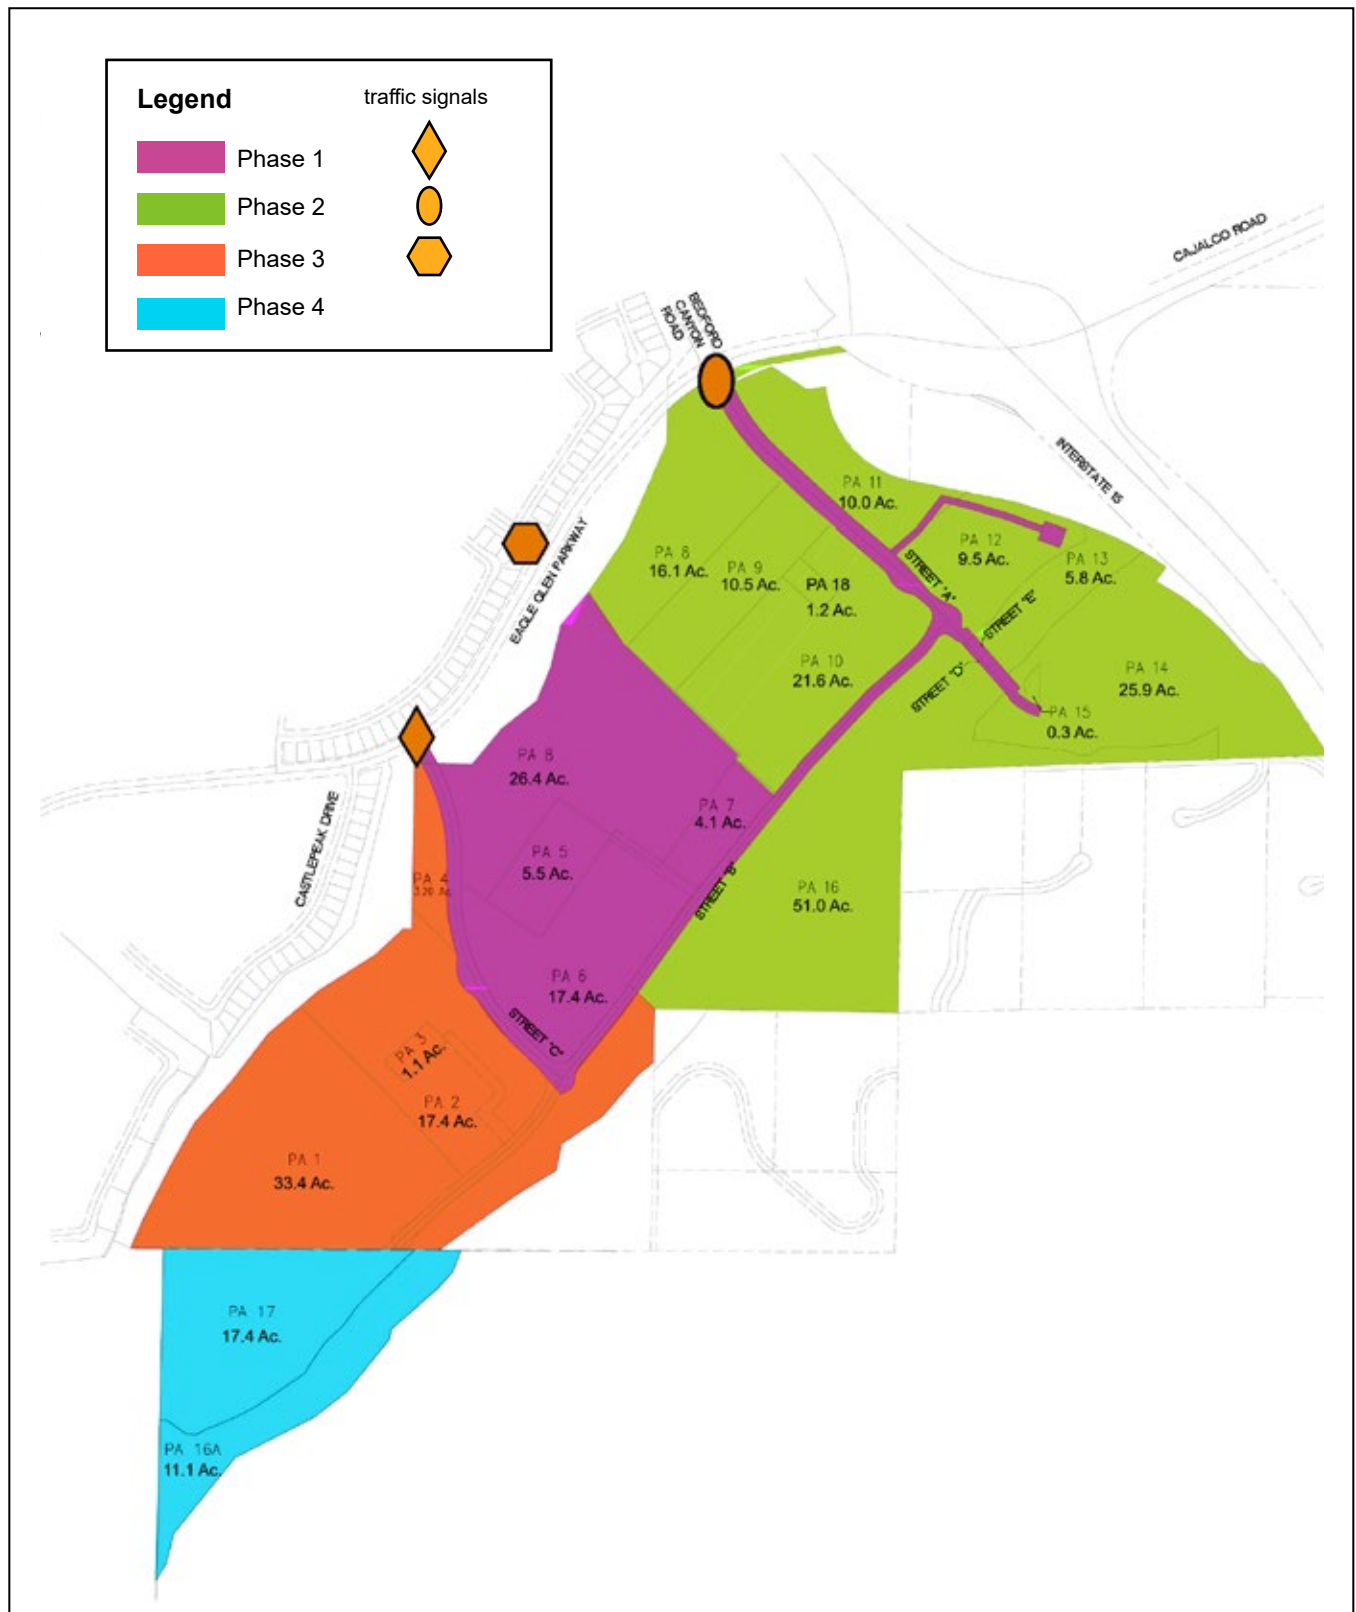 Legend
traffic signals
Phase 1
Phase 2
Phase 3
Phase 4
CAJALCO ROAD
BEDFORD
CANYON
ROAD
INTERSTATE 15
EAGLE GLEN PARKWAY
PA 11
10.0 Ac.
PA 12
9.5 Ac.
PA 13
5.8 Ac.
PA 8
16.1 Ac.
PA 9
10.5 Ac.
PA 18
1.2 Ac.
STREET "A"
STREET "E"
PA 10
21.6 Ac.
STREET "D"
PA 14
25.9 Ac.
PA 15
0.3 Ac.
PA 8
26.4 Ac.
PA 7
4.1 Ac.
CASTLEPEAK DRIVE
PA 5
5.5 Ac.
PA 4
3.20 Ac.
STREET "B"
PA 16
51.0 Ac.
PA 6
17.4 Ac.
STREET "C"
PA 3
1.1 Ac.
PA 2
17.4 Ac.
PA 1
33.4 Ac.
PA 17
17.4 Ac.
PA 16A
11.1 Ac.